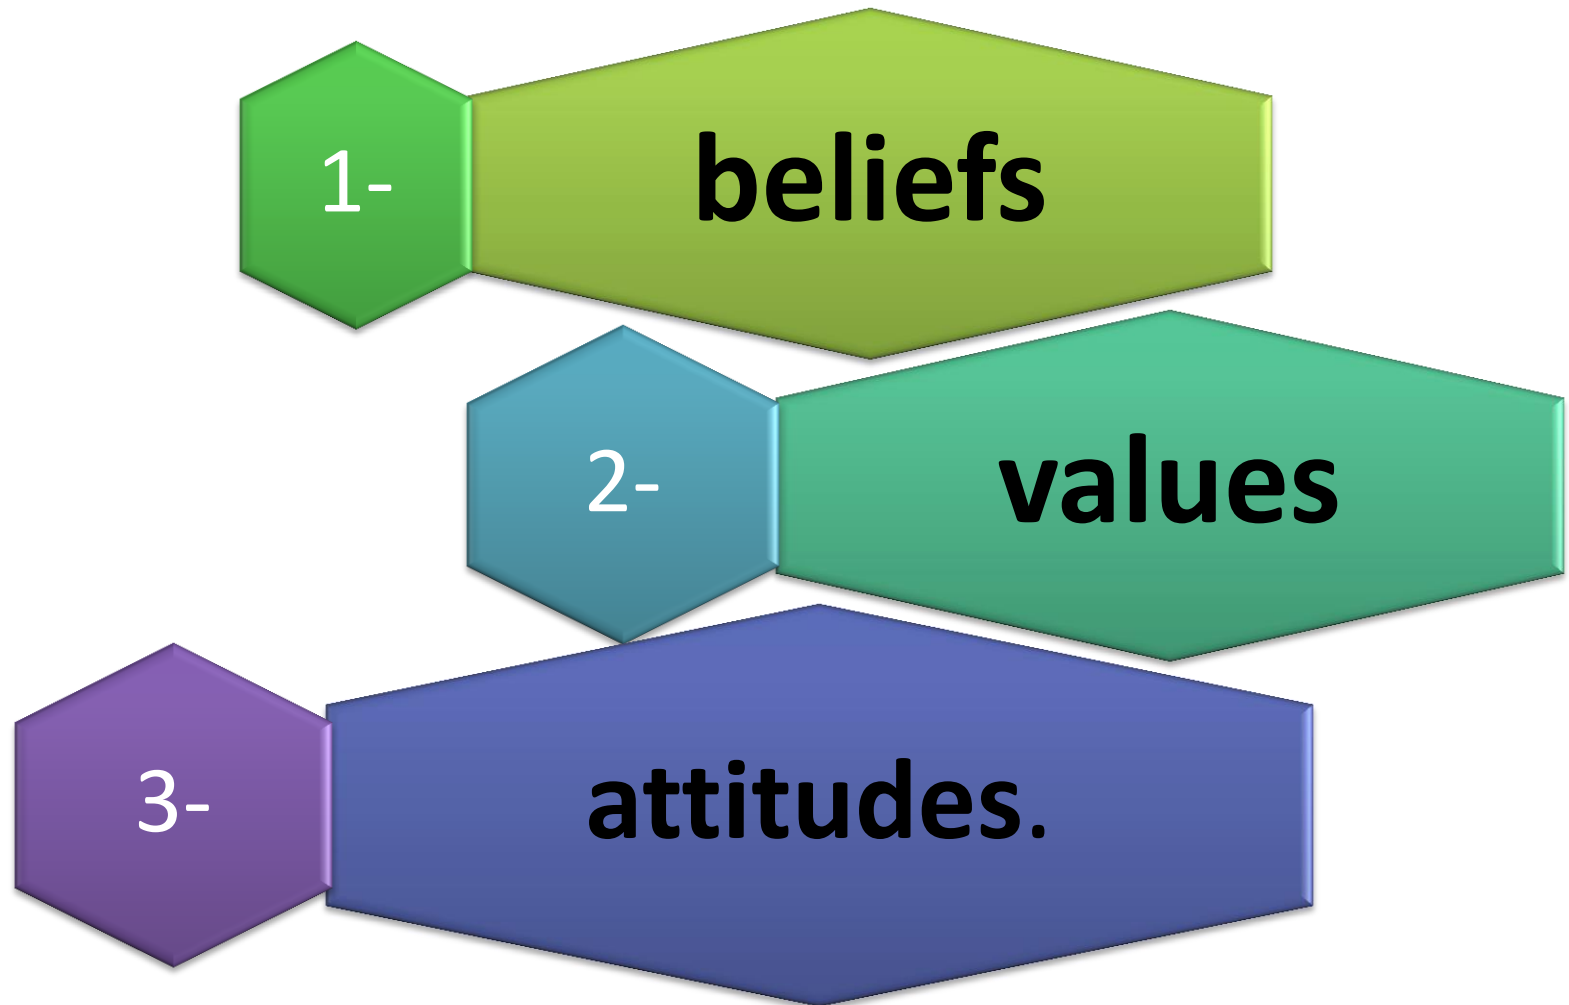 1- beliefs
2- values
3- attitudes.